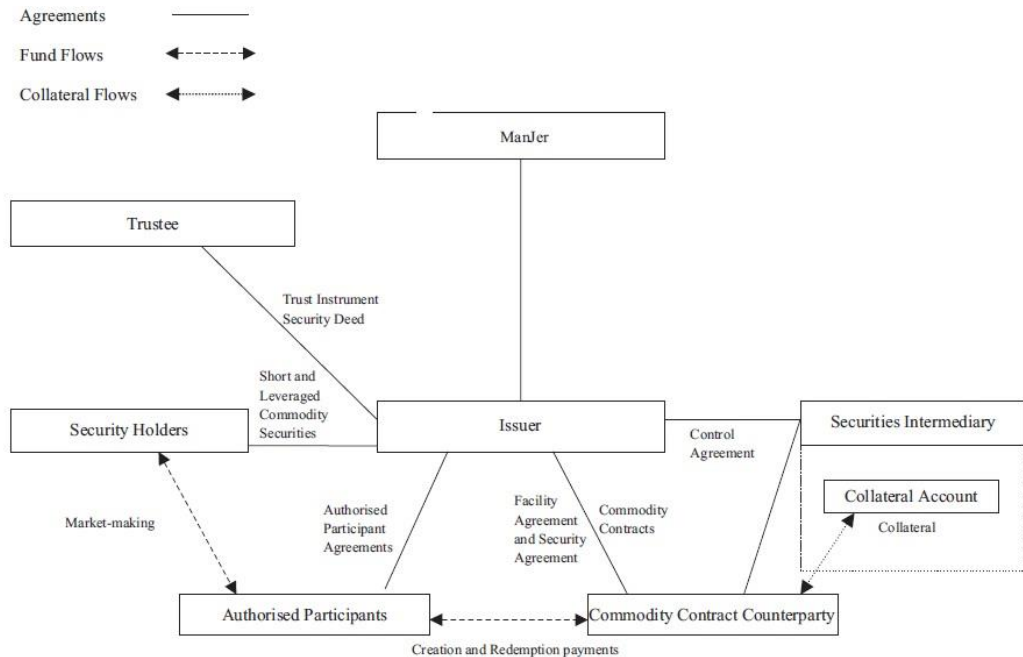 Agreements
Fund Flows
Collateral Flows
ManJer
Trustee
Trust Instrument
Security Deed
Short and
Leveraged
Commodity
Securities
Security Holders
Issuer
Control
Agreement
Securities Intermediary
Collateral Account
Collateral
Market-making
Authorised
Participant
Agreements
Facility
Agreement
and Security
Agreement
Commodity
Contracts
Authorised Participants
Commodity Contract Counterparty
Creation and Redemption payments